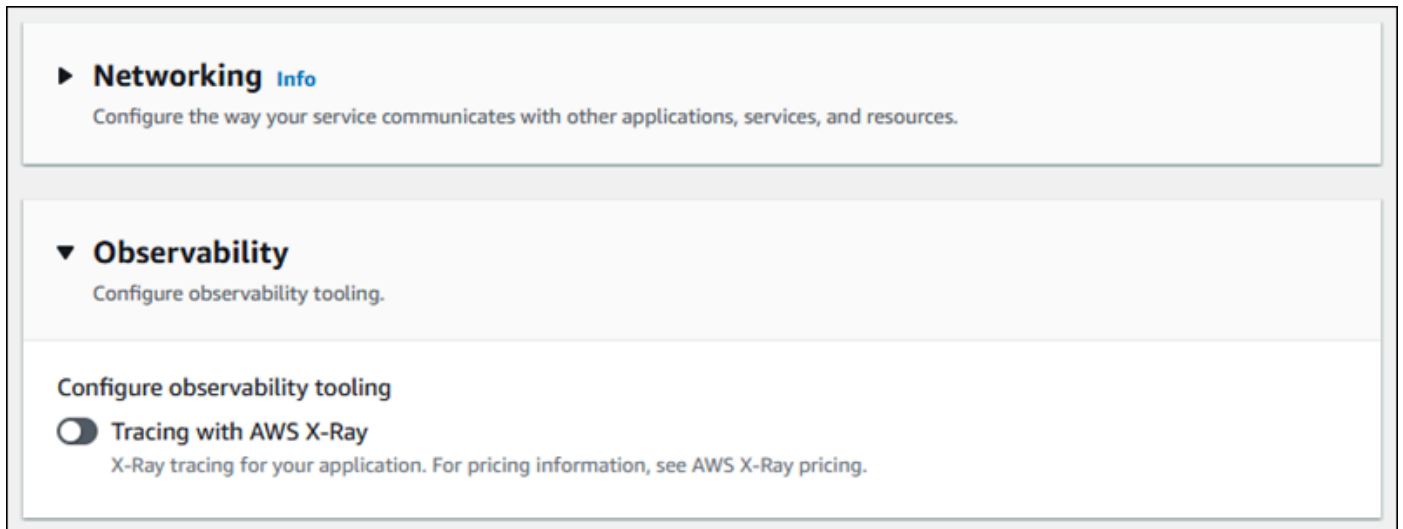 Networking Info
Configure the way your service communicates with other applications, services, and resources.
Observability
Configure observability tooling.
Configure observability tooling
Tracing with AWS X-Ray
X-Ray tracing for your application. For pricing information, see AWS X-Ray pricing.